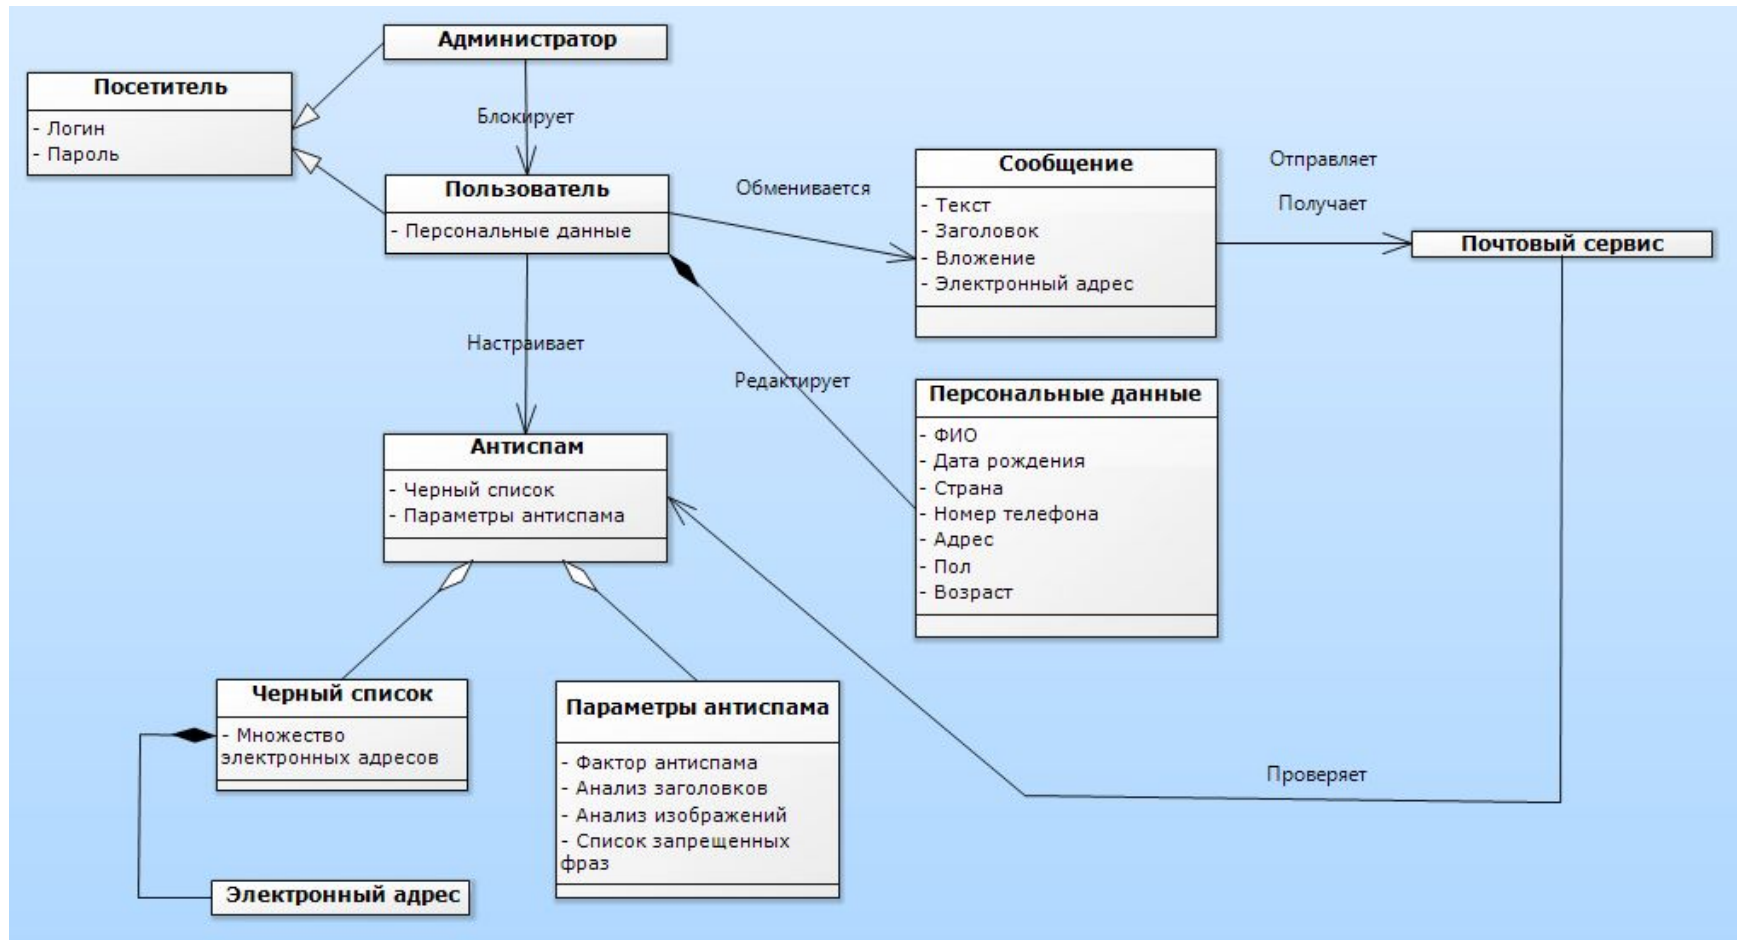 Администратор
Посетитель
- Логин
- Пароль
Блокирует
Пользователь
- Персональные данные
Обменивается
Сообщение
- Текст
- Заголовок
- Вложение
- Электронный адрес
Отправляет
Получает
Почтовый сервис
Настраивает
Редактирует
Персональные данные
- ФИО
- Дата рождения
- Страна
- Номер телефона
- Адрес
- Пол
- Возраст
Антиспам
- Черный список
- Параметры антиспама
Черный список
- Множество
электронных адресов
Параметры антиспама
- Фактор антиспама
- Анализ заголовков
- Анализ изображений
- Список запрещенных
фраз
Проверяет
Электронный адрес